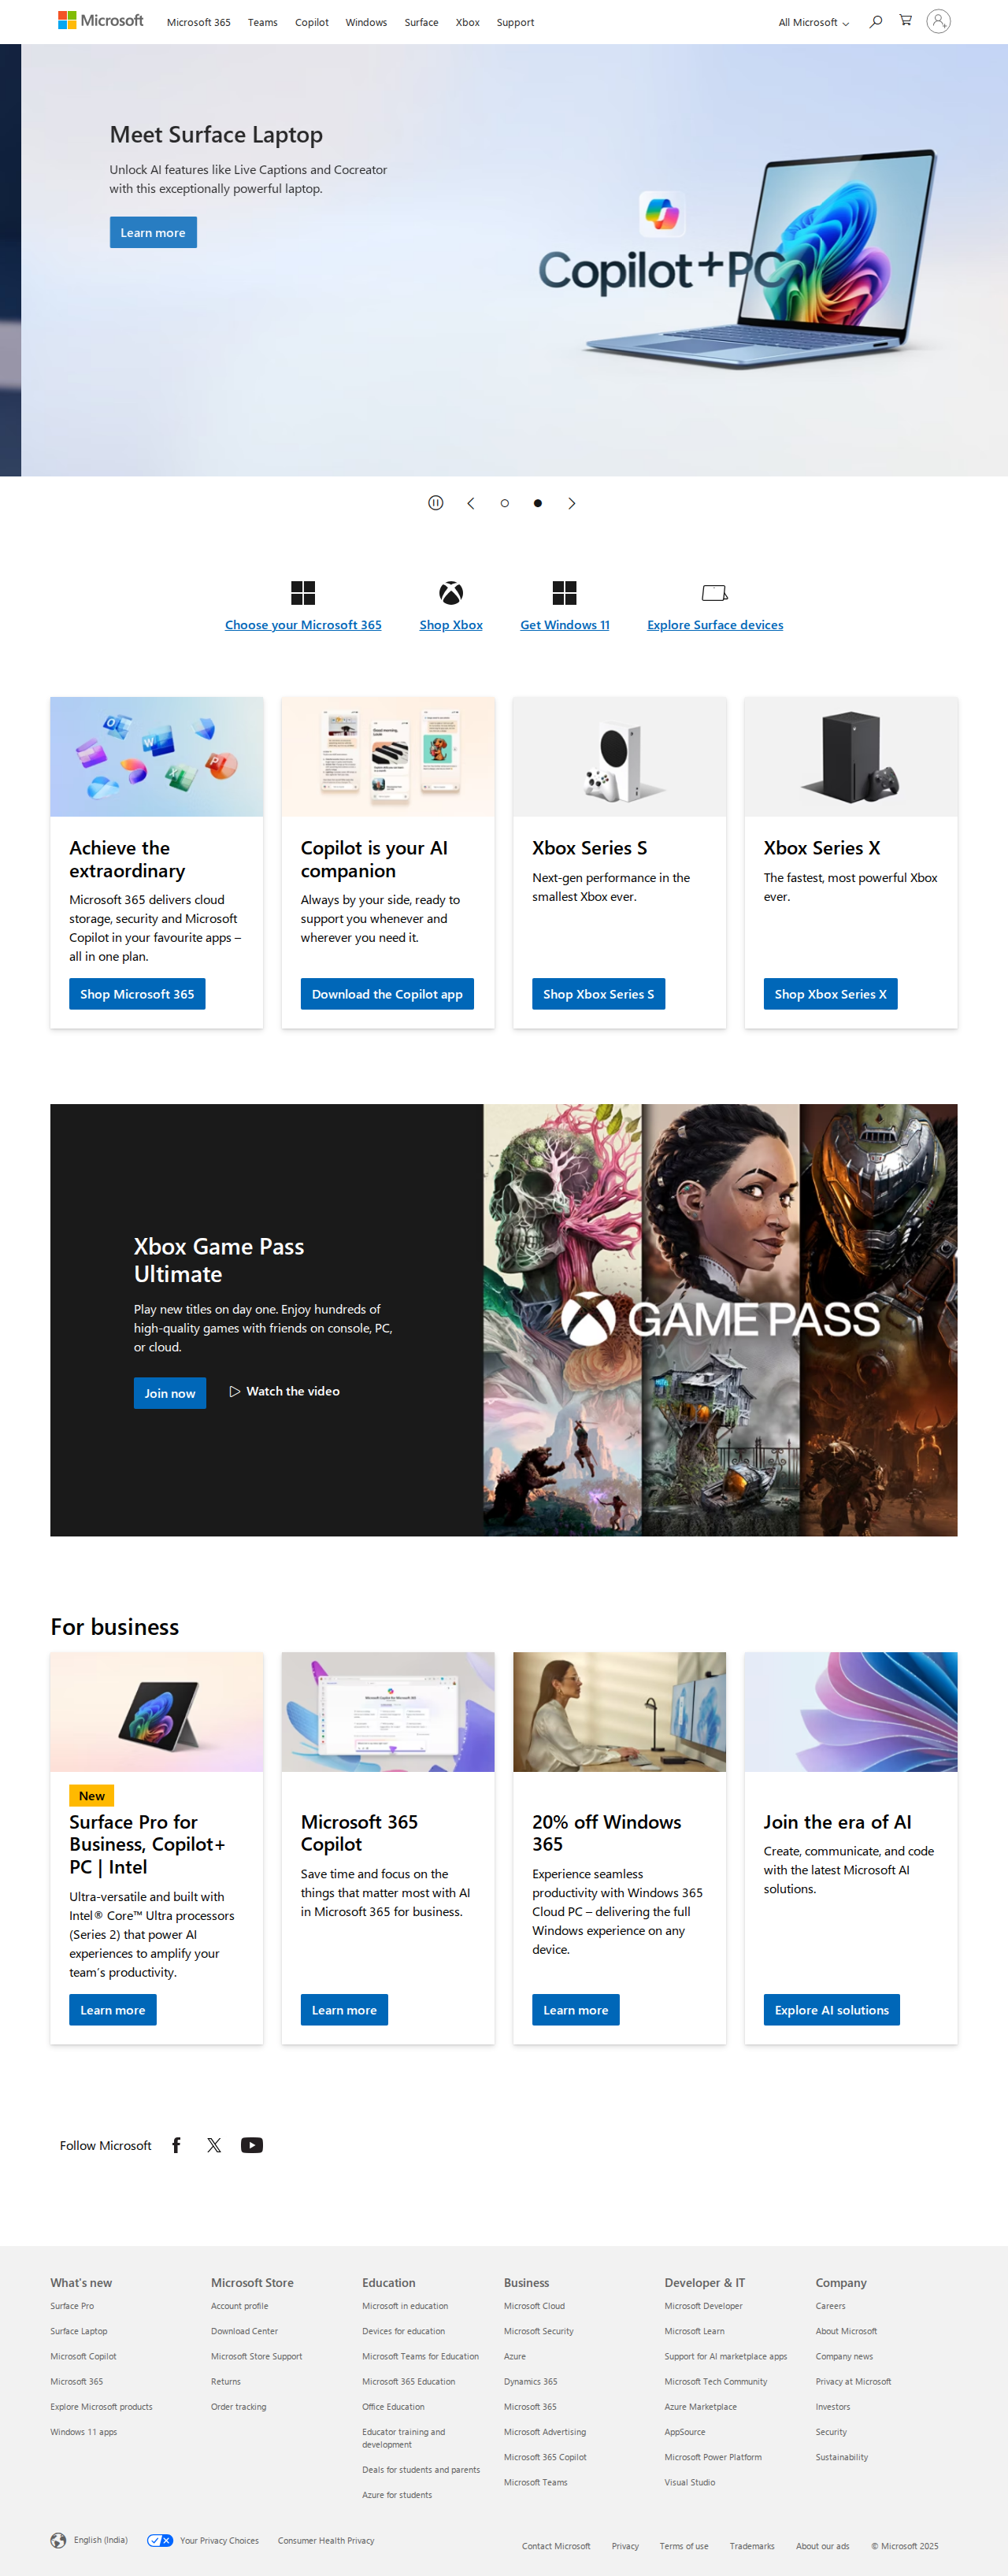 Microsoft
Microsoft 365 Teams Copilot Windows Surface Xbox Support
All Microsoft
Meet Surface Laptop
Unlock AI features like Live Captions and Cocreator
with this exceptionally powerful laptop.
Learn more
Copilot+PC
Choose your Microsoft 365
Shop Xbox
Get Windows 11
Explore Surface devices
Achieve the
extraordinary
Microsoft 365 delivers cloud
storage, security and Microsoft
Copilot in your favourite apps –
all in one plan.
Shop Microsoft 365
Copilot is your AI
companion
Always by your side, ready to
support you whenever and
wherever you need it.
Download the Copilot app
Xbox Series S
Next-gen performance in the
smallest Xbox ever.
Shop Xbox Series S
Xbox Series X
The fastest, most powerful Xbox
ever.
Shop Xbox Series X
Xbox Game Pass
Ultimate
Play new titles on day one. Enjoy hundreds of
high-quality games with friends on console, PC,
or cloud.
Join now
Watch the video
GAME PASS
For business
New
Surface Pro for
Business, Copilot+
PC | Intel
Ultra-versatile and built with
Intel® Core™ Ultra processors
(Series 2) that power AI
experiences to amplify your
team´s productivity.
Learn more
Microsoft 365
Copilot
Save time and focus on the
things that matter most with AI
in Microsoft 365 for business.
Learn more
20% off Windows
365
Experience seamless
productivity with Windows 365
Cloud PC – delivering the full
Windows experience on any
device.
Learn more
Join the era of AI
Create, communicate, and code
with the latest Microsoft AI
solutions.
Explore AI solutions
Follow Microsoft
What's new
Surface Pro
Surface Laptop
Microsoft Copilot
Microsoft 365
Explore Microsoft products
Windows 11 apps
Microsoft Store
Account profile
Download Center
Microsoft Store Support
Returns
Order tracking
Education
Microsoft in education
Devices for education
Microsoft Teams for Education
Microsoft 365 Education
Office Education
Educator training and
development
Deals for students and parents
Azure for students
Business
Microsoft Cloud
Microsoft Security
Azure
Dynamics 365
Microsoft 365
Microsoft Advertising
Microsoft 365 Copilot
Microsoft Teams
Developer & IT
Microsoft Developer
Microsoft Learn
Support for AI marketplace apps
Microsoft Tech Community
Azure Marketplace
AppSource
Microsoft Power Platform
Visual Studio
Company
Careers
About Microsoft
Company news
Privacy at Microsoft
Investors
Security
Sustainability
English (India)
Your Privacy Choices
Consumer Health Privacy
Contact Microsoft
Privacy
Terms of use
Trademarks
About our ads
© Microsoft 2025